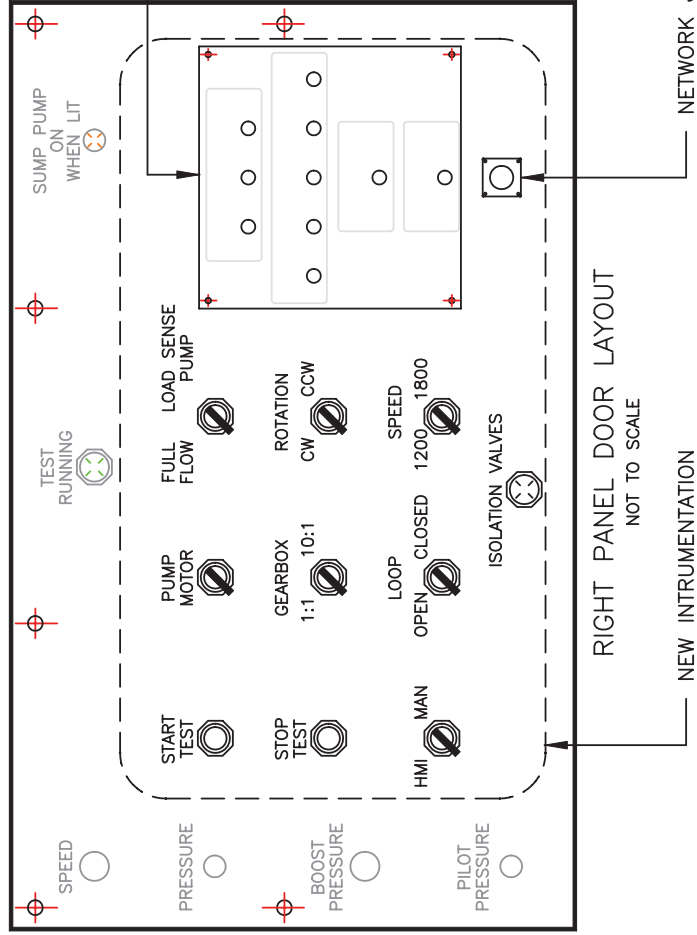 SPEED
TEST
RUNNING
SUMP PUMP
ON
WHEN LIT
PRESSURE
START
TEST
PUMP
MOTOR
FULL
FLOW
LOAD SENSE
PUMP
BOOST
PRESSURE
STOP
TEST
GEARBOX
1:1 10:1
ROTATION
CW CCW
PILOT
PRESSURE
HMI MAN
LOOP
OPEN CLOSED
SPEED
1200 1800
ISOLATION VALVES
RIGHT PANEL DOOR LAYOUT
NOT TO SCALE
NEW INTRUMENTATION
NETWORK